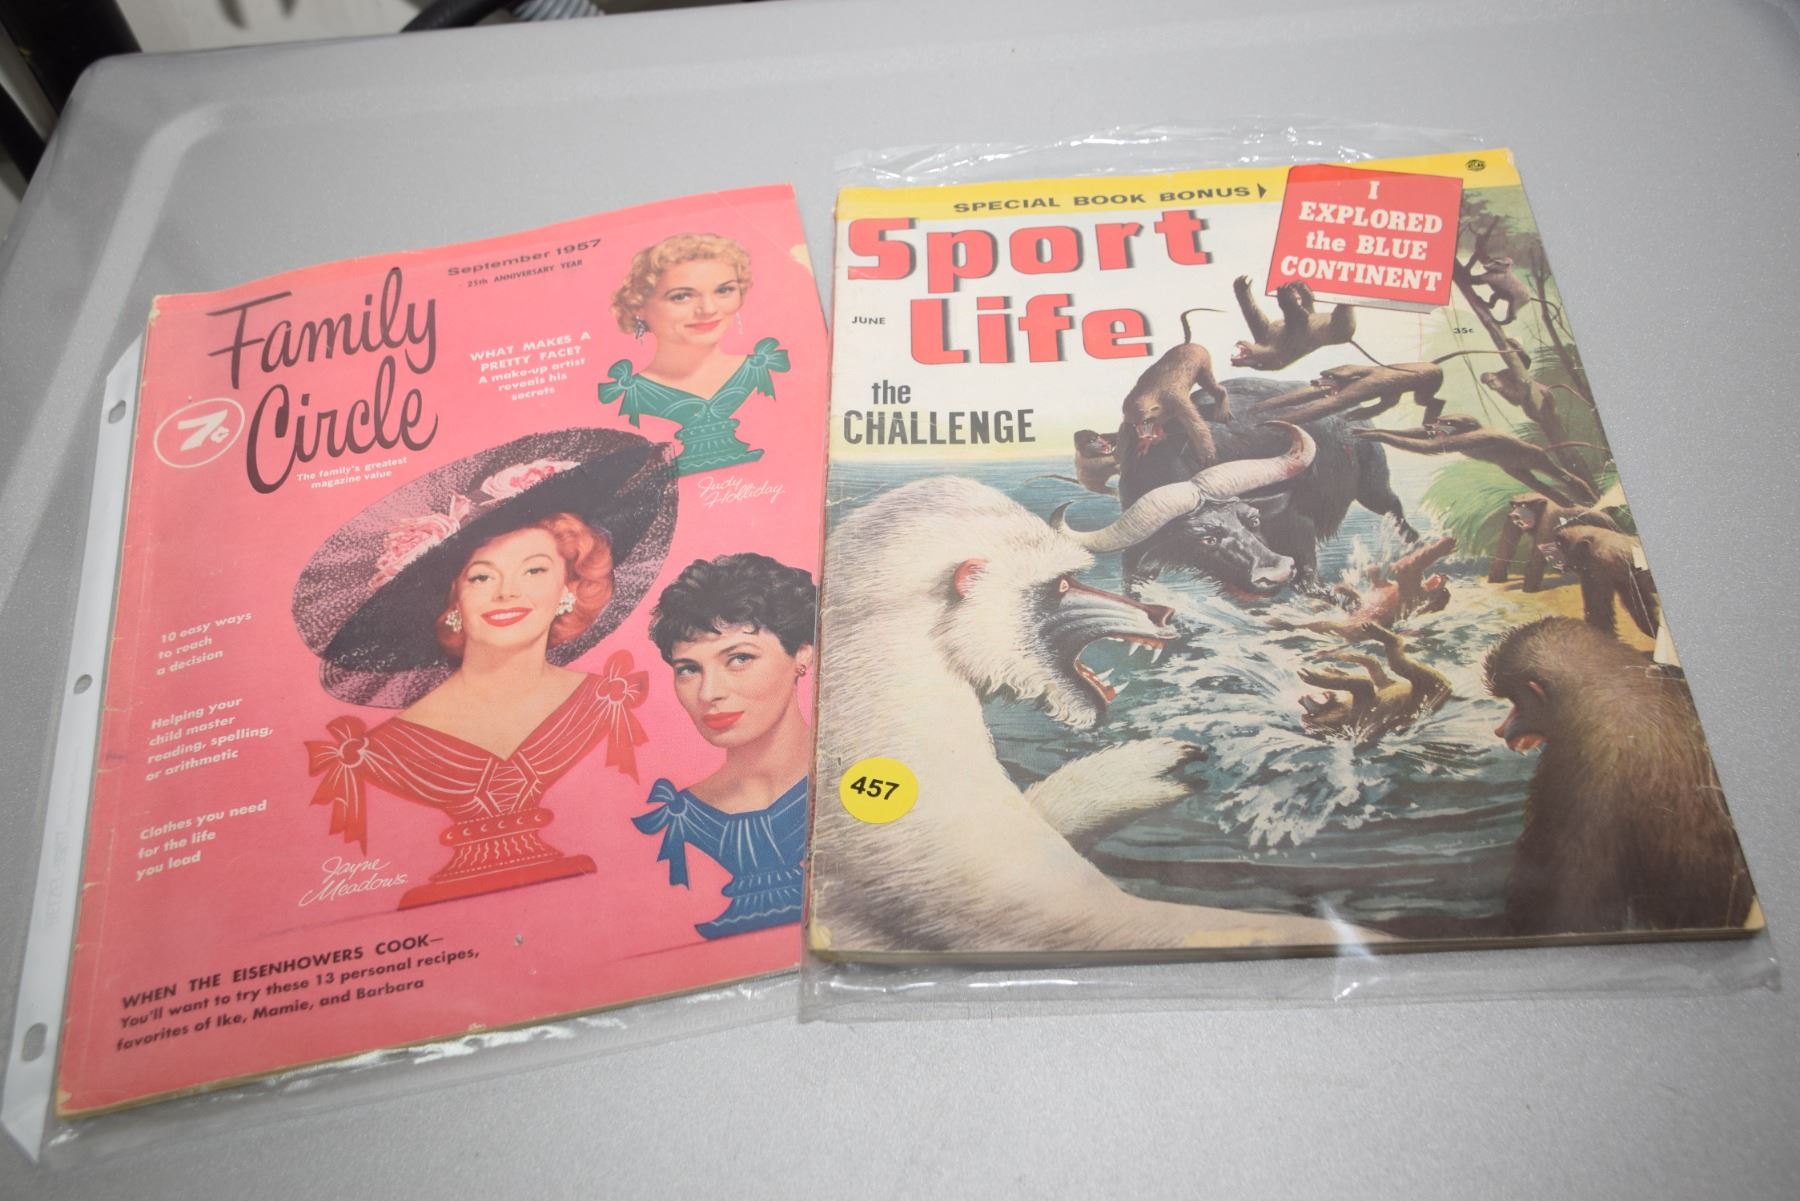 September 1957
25th ANNIVERSARY YEAR
Family
Circle
7¢
The family's greatest
magazine value
WHAT MAKES A
PRETTY FACE?
A make-up artist
reveals his
secrets
Judy
Holliday
10 easy ways
to reach
a decision
Helping your
child master
reading, spelling,
or arithmetic
Clothes you need
for the life
you lead
Jayne
Meadows
WHEN THE EISENHOWERS COOK—
You'll want to try these 13 personal recipes,
favorites of Ike, Mamie, and Barbara
SPECIAL BOOK BONUS
I
EXPLORED
the BLUE
CONTINENT
Sport
Life
JUNE
35¢
the
CHALLENGE
457